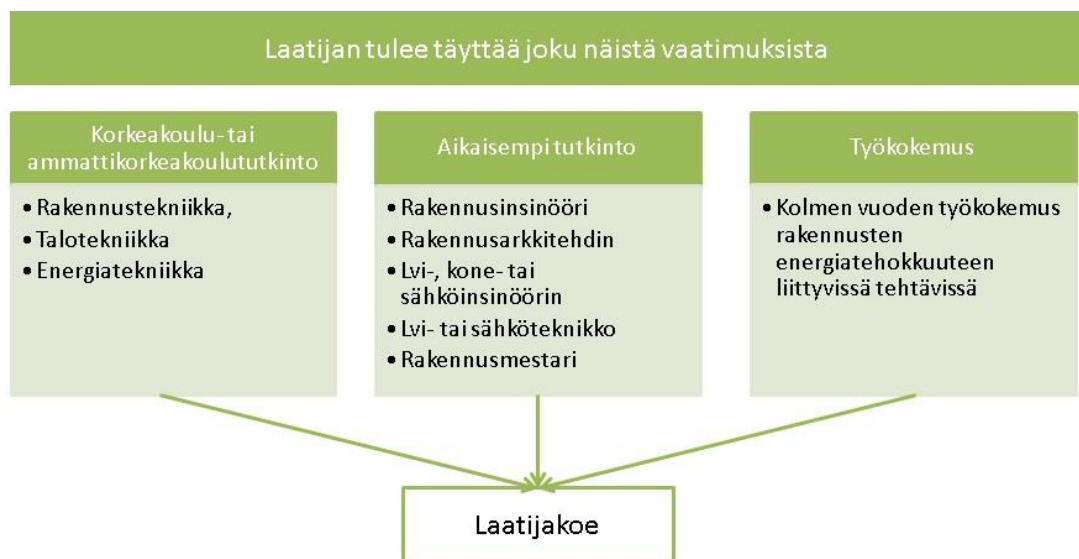 Laatijan tulee täyttää joku näistä vaatimuksista
Korkeakoulu- tai
ammattikorkeakoulututkinto
• Rakennustekniikka,
• Talotekniikka
• Energiatekniikka
Aikaisempi tutkinto
• Rakennusinsinööri
• Rakennusarkkitehdin
• Lvi-, kone- tai
sähköinsinöörin
• Lvi- tai sähköteknikko
• Rakennusmestari
Työkokemus
• Kolmen vuoden työkokemus
rakennusten
energiatehokkuuteen
liittyvissä tehtävissä
Laatijakoe